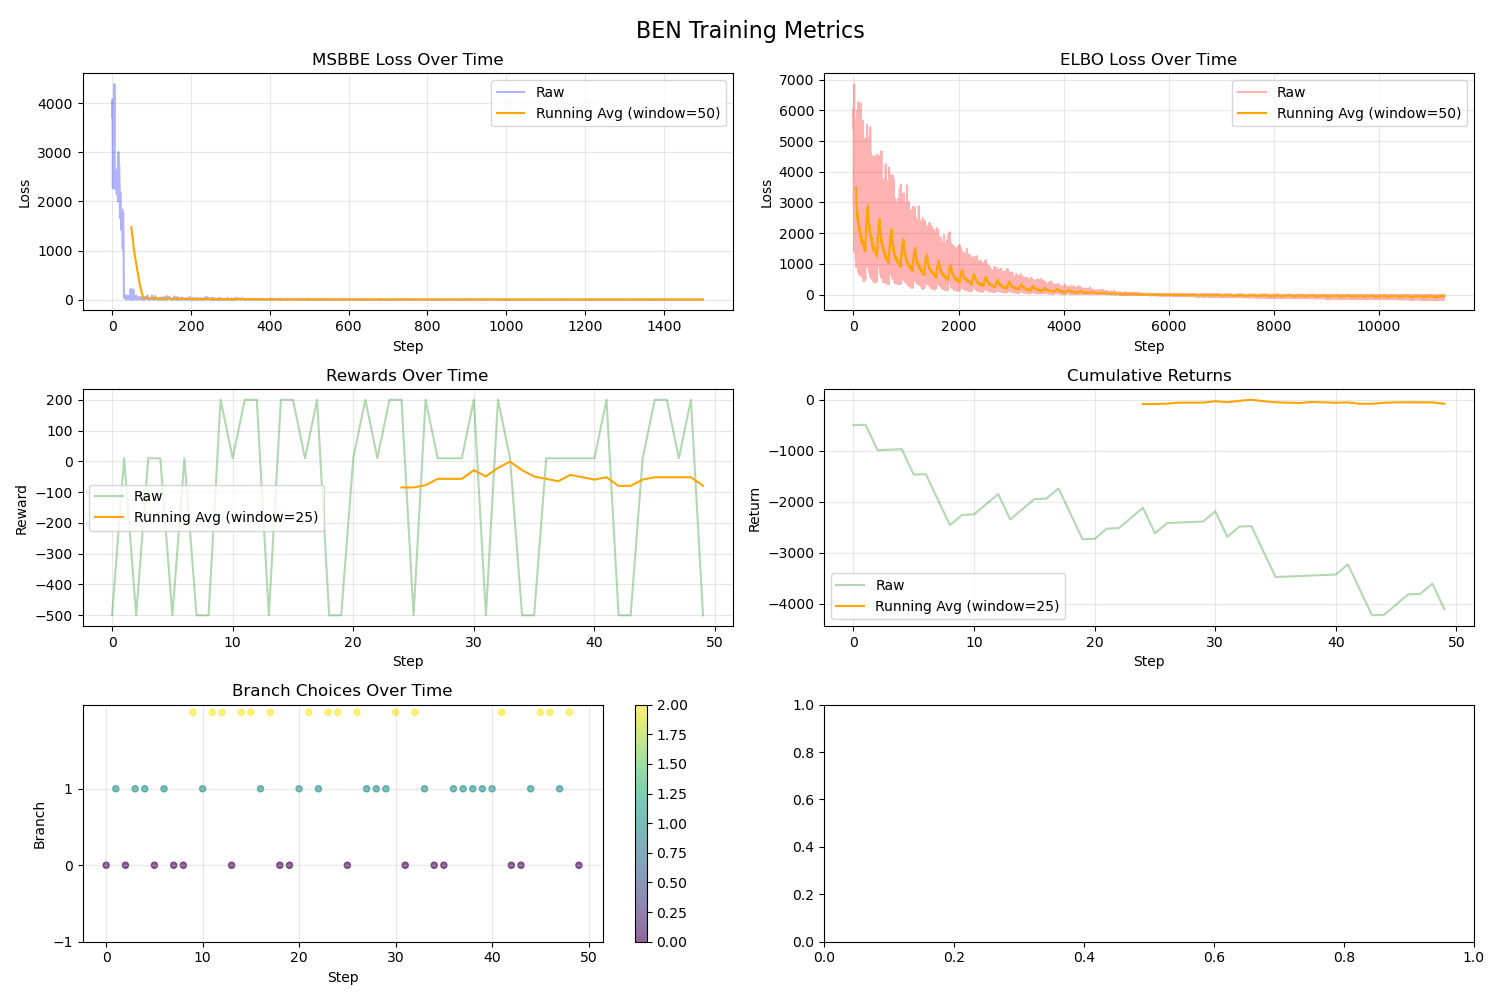 BEN Training Metrics
MSBBE Loss Over Time
Loss
4000
3000
2000
1000
0
Raw
Running Avg (window=50)
0 200 400 600 800 1000 1200 1400
Step
ELBO Loss Over Time
Loss
7000
6000
5000
4000
3000
2000
1000
0
Raw
Running Avg (window=50)
0 2000 4000 6000 8000 10000
Step
Rewards Over Time
Reward
200
100
0
−100
−200
−300
−400
−500
Raw
Running Avg (window=25)
0 10 20 30 40 50
Step
Cumulative Returns
Return
0
−1000
−2000
−3000
−4000
Raw
Running Avg (window=25)
0 10 20 30 40 50
Step
Branch Choices Over Time
Branch
1
0
−1
0 10 20 30 40 50
Step
2.00
1.75
1.50
1.25
1.00
0.75
0.50
0.25
0.00
1.0
0.8
0.6
0.4
0.2
0.0
0.0 0.2 0.4 0.6 0.8 1.0